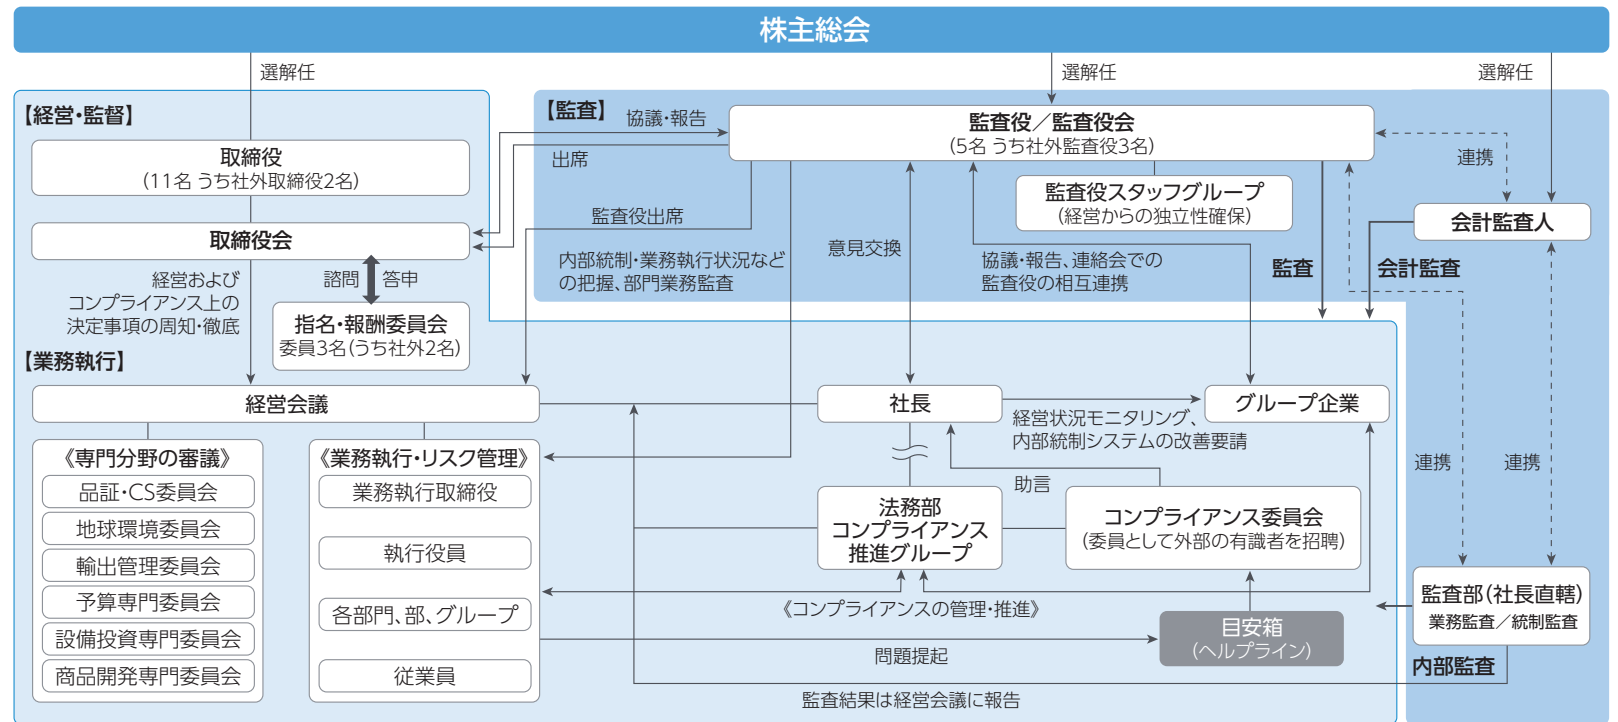 株主総会
選解任
選解任
選解任
【経営・監督】
取締役
(11名 うち社外取締役2名)
取締役会
経営および
コンプライアンス上の
決定事項の周知・徹底
諮問
答申
指名・報酬委員会
委員3名(うち社外2名)
【監査】
協議・報告
出席
監査役/監査役会
(5名 うち社外監査役3名)
監査役スタッフグループ
(経営からの独立性確保)
連携
会計監査人
監査役出席
内部統制・業務執行状況など
の把握、部門業務監査
意見交換
協議・報告、連絡会での
監査役の相互連携
監査
会計監査
【業務執行】
経営会議
社長
グループ企業
経営状況モニタリング、
内部統制システムの改善要請
《専門分野の審議》
品証・CS委員会
地球環境委員会
輸出管理委員会
予算専門委員会
設備投資専門委員会
商品開発専門委員会
《業務執行・リスク管理》
業務執行取締役
執行役員
各部門、部、グループ
従業員
法務部
コンプライアンス
推進グループ
助言
コンプライアンス委員会
(委員として外部の有識者を招聘)
連携
連携
《コンプライアンスの管理・推進》
目安箱
(ヘルプライン)
問題提起
監査部(社長直轄)
業務監査/統制監査
内部監査
監査結果は経営会議に報告